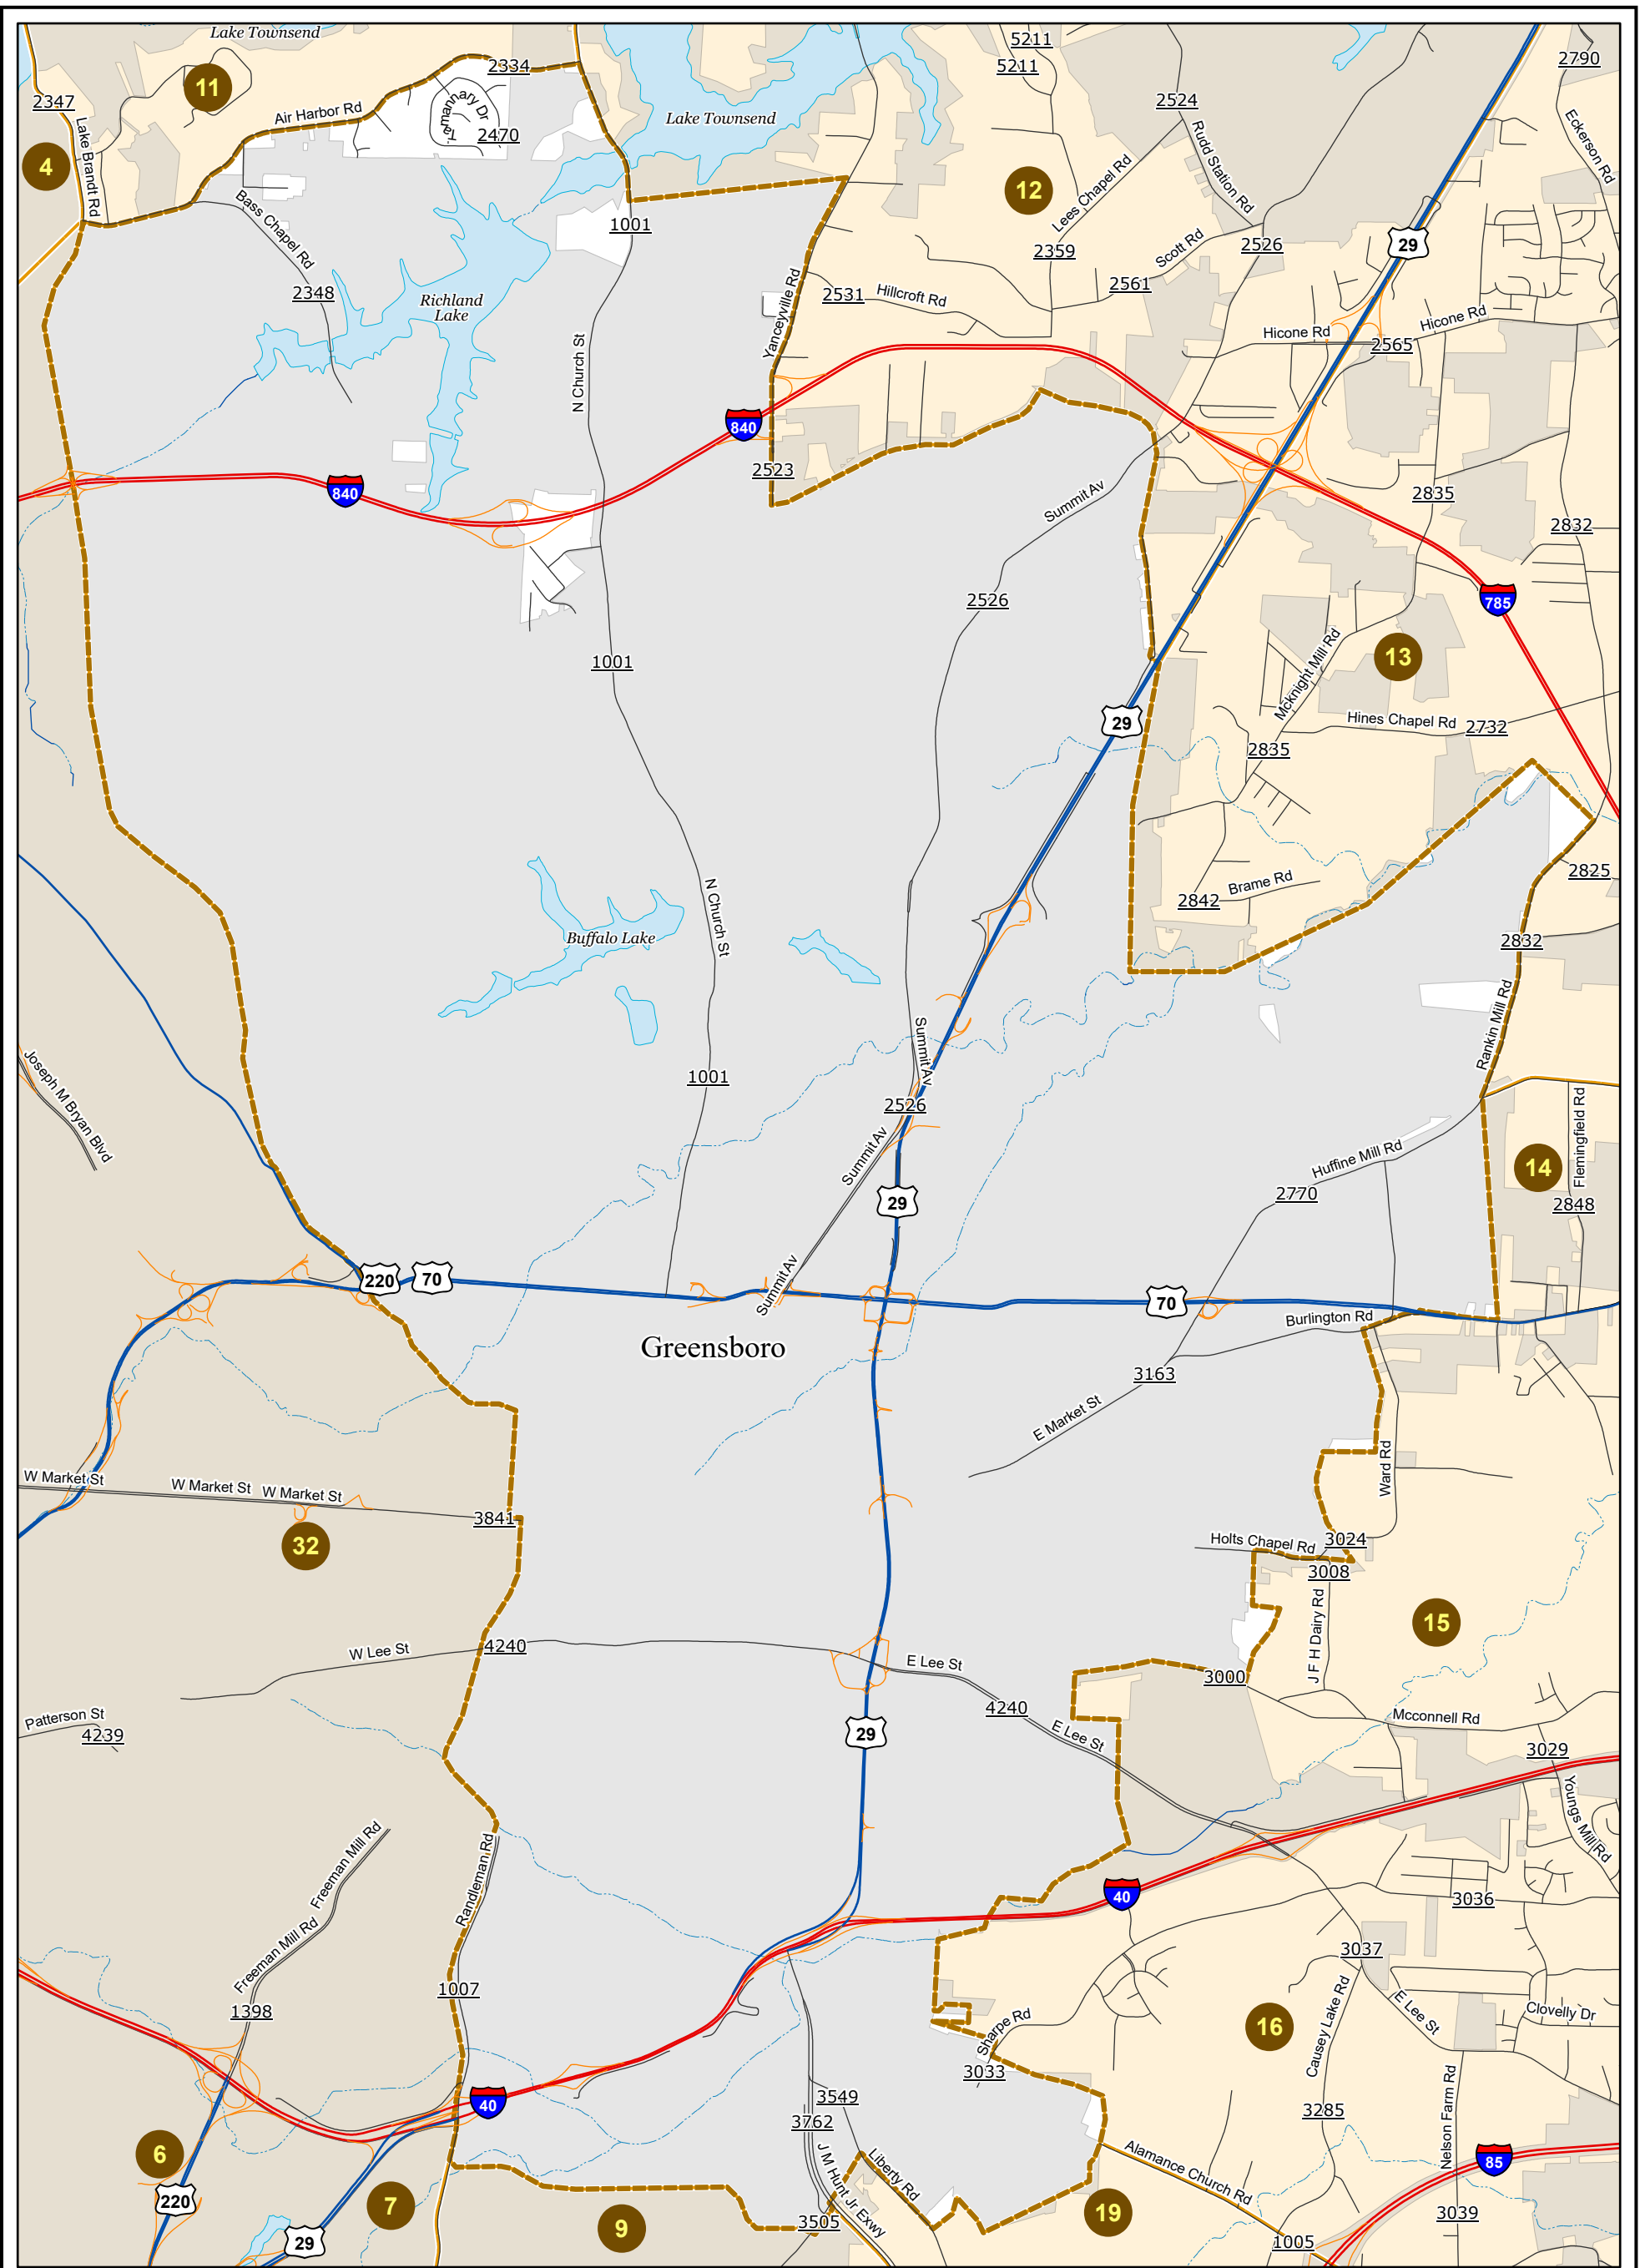 Lake Townsend
11
2334
5211
5211
2790
2347
Air Harbor Rd
Temannary Dr
2470
Lake Townsend
2524
Eckerson Rd
4
Lake Brandt Rd
12
Lees Chapel Rd
Rudd Station Rd
Bass Chapel Rd
1001
2359
Scott Rd
2526
29
2348
Richland
Lake
Yanceyville Rd
2531
Hillcroft Rd
2561
Hicone Rd
Hicone Rd
2565
N Church St
840
840
2523
Summit Av
2835
2832
2526
785
1001
Mcknight Mill Rd
13
29
Hines Chapel Rd
2732
2835
2825
2842
Brame Rd
N Church St
Buffalo Lake
2832
Rankin Mill Rd
Joseph M Bryan Blvd
Summit Av
1001
2526
Summit Av
Flemingfield Rd
Huffine Mill Rd
14
29
2770
2848
220
70
Summit Av
70
Burlington Rd
Greensboro
3163
E Market St
Ward Rd
W Market St
W Market St
W Market St
3841
32
Holts Chapel Rd
3024
3008
J F H Dairy Rd
15
W Lee St
4240
E Lee St
3000
Patterson St
4239
29
4240
E Lee St
Mcconnell Rd
3029
Youngs Mill Rd
Freeman Mill Rd
Randleman Rd
40
3036
Freeman Mill Rd
3037
1398
1007
Sharpe Rd
16
Causey Lake Rd
E Lee St
Clovelly Dr
3033
40
3549
3762
3285
Nelson Farm Rd
6
J M Hunt Jr Exwy
Liberty Rd
Alamance Church Rd
85
220
7
9
3505
19
3039
29
1005